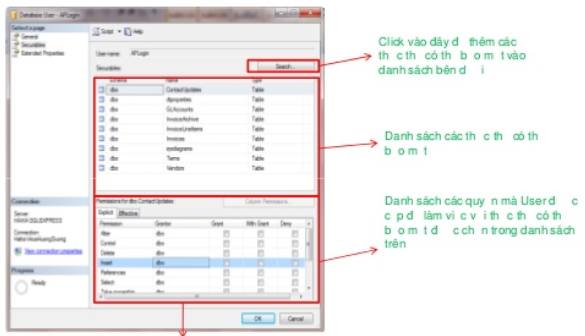 Database User - APLogin
Select a page
General
Securables
Extended Properties
Script
Help
User name: APLogin
Securables:
Search...
Schema Name Type
dbo ContactUpdates Table
dbo dtproperties Table
dbo GLAccounts Table
dbo InvoiceArchive Table
dbo InvoiceLineItems Table
dbo Invoices Table
dbo sysdiagrams Table
dbo Terms Table
dbo Vendors Table
Connection
Server:
Connection:
View connection properties
Progress
Ready
Permissions for dbo.ContactUpdates:
Column Permissions...
Explicit Effective
Permission Grantor Grant With Grant Deny
Alter dbo
Control dbo
Delete dbo
Insert dbo
References dbo
Select dbo
Take ownership dbo
OK Cancel
Click vào đây đ thêm các
th c th có th b o m t vào
danh sách bên d i
Danh sách các th c th có th
b o m t
Danh sách các quy n mà User đ c
c p đ làm vi c v i th c th có th
b o m t đ c ch n trong danh sách
trên